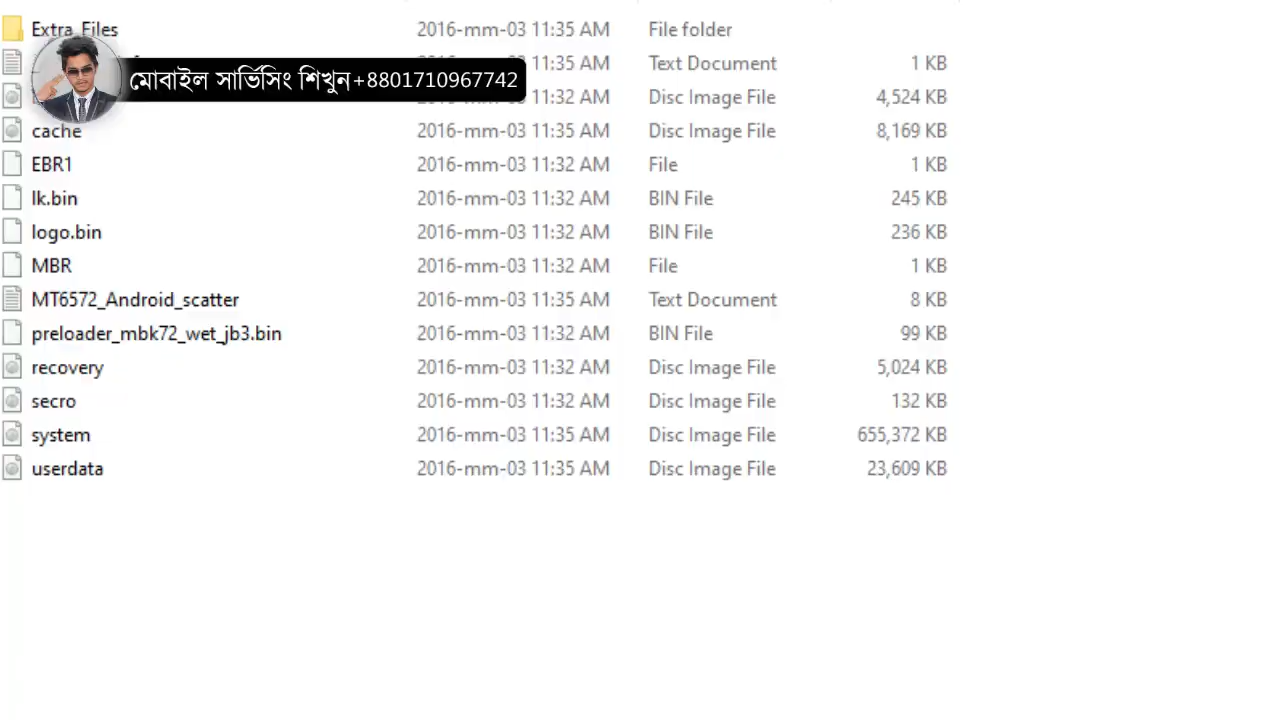 Extra_Files 2016-mm-03 11:35 AM File folder
11:35 AM Text Document 1 KB
মোবাইল সার্ভিসিং শিখুন+8801710967742
11:32 AM Disc Image File 4,524 KB
cache 2016-mm-03 11:35 AM Disc Image File 8,169 KB
EBR1 2016-mm-03 11:32 AM File 1 KB
lk.bin 2016-mm-03 11:32 AM BIN File 245 KB
logo.bin 2016-mm-03 11:32 AM BIN File 236 KB
MBR 2016-mm-03 11:32 AM File 1 KB
MT6572_Android_scatter 2016-mm-03 11:35 AM Text Document 8 KB
preloader_mbk72_wet_jb3.bin 2016-mm-03 11:32 AM BIN File 99 KB
recovery 2016-mm-03 11:32 AM Disc Image File 5,024 KB
secro 2016-mm-03 11:32 AM Disc Image File 132 KB
system 2016-mm-03 11:35 AM Disc Image File 655,372 KB
userdata 2016-mm-03 11:35 AM Disc Image File 23,609 KB